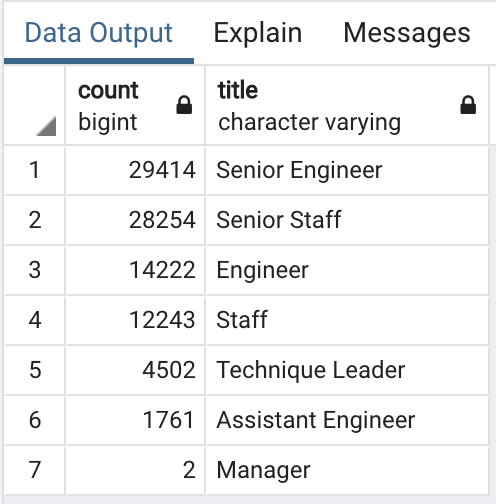 Data Output Explain Messages
count title
bigint character varying
1 29414 Senior Engineer
2 28254 Senior Staff
3 14222 Engineer
4 12243 Staff
5 4502 Technique Leader
6 1761 Assistant Engineer
7 2 Manager